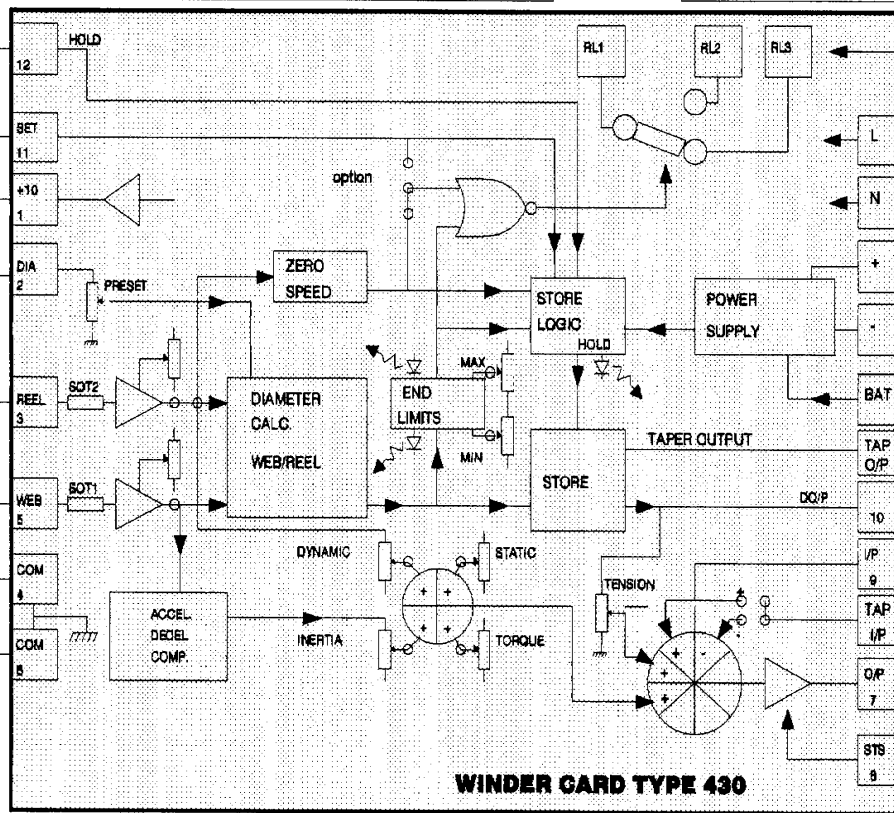 HOLD
12
SET
11
+10
1
DIA
2
PRESET
REEL
3
SOT2
WEB
5
SOT1
COM
4
COM
6
option
ZERO
SPEED
DIAMETER
CALC.
WEB/REEL
ACCEL.
DECEL
COMP.
DYNAMIC
STATIC
INERTIA
TORQUE
+ +
+ +
END
LIMITS
MAX
MIN
STORE
LOGIC
HOLD
STORE
RL1
RL2
RL3
POWER
SUPPLY
TAPER OUTPUT
DO/P
TENSION
+
-
+ -
+
+
L
N
+
-
BAT
TAP
O/P
10
I/P
9
TAP
I/P
O/P
7
STS
8
WINDER CARD TYPE 430